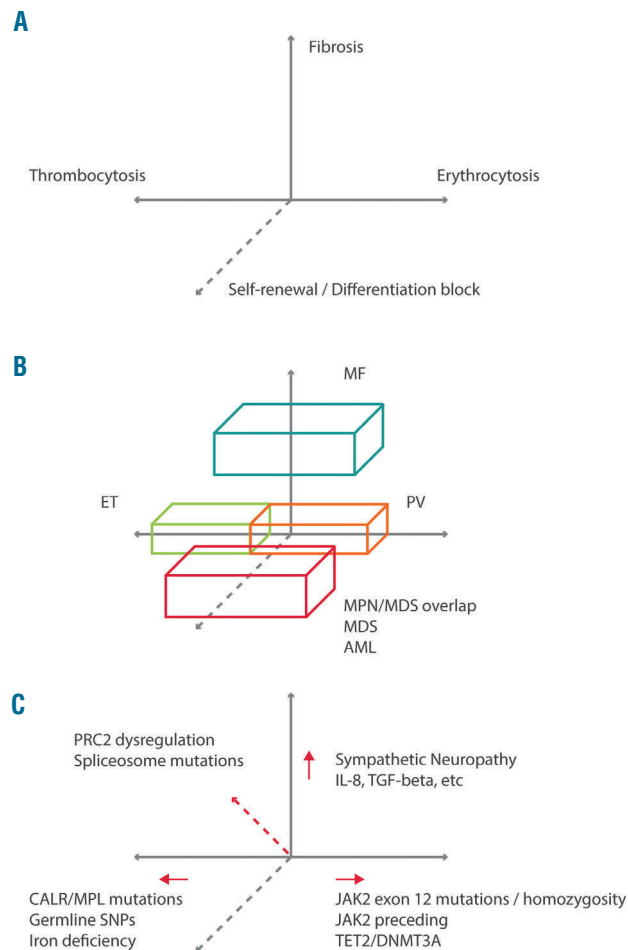 A
Fibrosis
Thrombocytosis
Erythrocytosis
Self-renewal / Differentiation block
B
MF
ET
PV
MPN/MDS overlap
MDS
AML
C
PRC2 dysregulation
Spliceosome mutations
Sympathetic Neuropathy
IL-8, TGF-beta, etc
CALR/MPL mutations
Germline SNPs
Iron deficiency
JAK2 exon 12 mutations / homozygosity
JAK2 preceding
TET2/DNMT3A